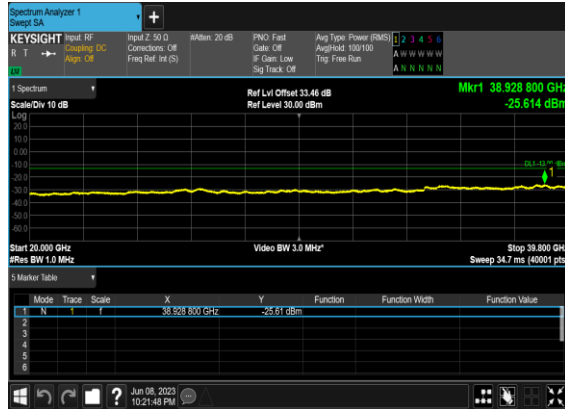 Spectrum Analyzer 1
Swept SA
+
KEYSIGHT
R T
LM
Input: RF
Coupling: DC
Align: Off
Input Z: 50 Ω
Corrections: Off
Freq Ref: Int (S)
#Atten: 20 dB
PNO: Fast
Gate: Off
IF Gain: Low
Sig Track: Off
Avg Type: Power (RMS)
Avg|Hold: 100/100
Trig: Free Run
1 2 3 4 5 6
A W W W W W
A N N N N N
1 Spectrum
Scale/Div 10 dB
Ref Lvl Offset 33.46 dB
Ref Level 30.00 dBm
Mkr1 38.928 800 GHz
-25.614 dBm
Log
20.0
10.0
0.00
-10.0
-20.0
-30.0
-40.0
-50.0
-60.0
DL1 -13.00 dBm
1
Start 20.000 GHz
#Res BW 1.0 MHz
Video BW 3.0 MHz*
Stop 39.800 GHz
Sweep 34.7 ms (40001 pts)
5 Marker Table
Mode Trace Scale X Y Function Function Width Function Value
1 N 1 f 38.928 800 GHz -25.61 dBm
2
3
4
5
6
?
Jun 08, 2023
10:21:48 PM